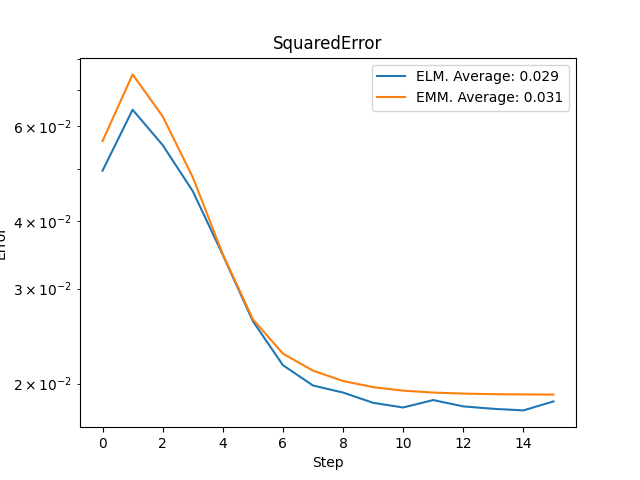 SquaredError
ELM. Average: 0.029
EMM. Average: 0.031
6 × 10⁻²
4 × 10⁻²
3 × 10⁻²
2 × 10⁻²
Error
0 2 4 6 8 10 12 14
Step